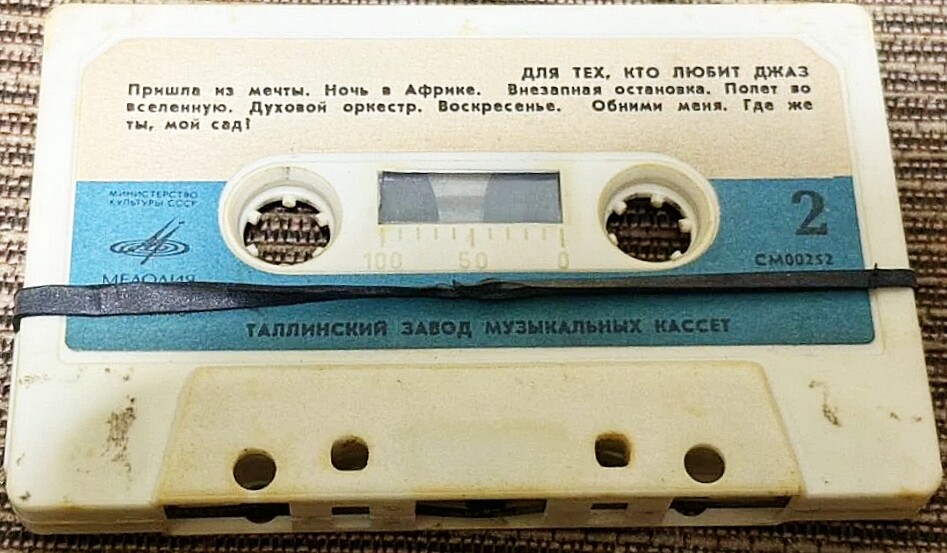 ДЛЯ ТЕХ, КТО ЛЮБИТ ДЖАЗ
Пришла из мечты. Ночь в Африке. Внезапная остановка. Полет во
вселенную. Духовой оркестр. Воскресенье. Обними меня. Где же
ты, мой сад?
МИНИСТЕРСТВО
КУЛЬТУРЫ СССР
2
МЕЛОДИЯ
100 50 0
СМ00252
ТАЛЛИНСКИЙ ЗАВОД МУЗЫКАЛЬНЫХ КАССЕТ